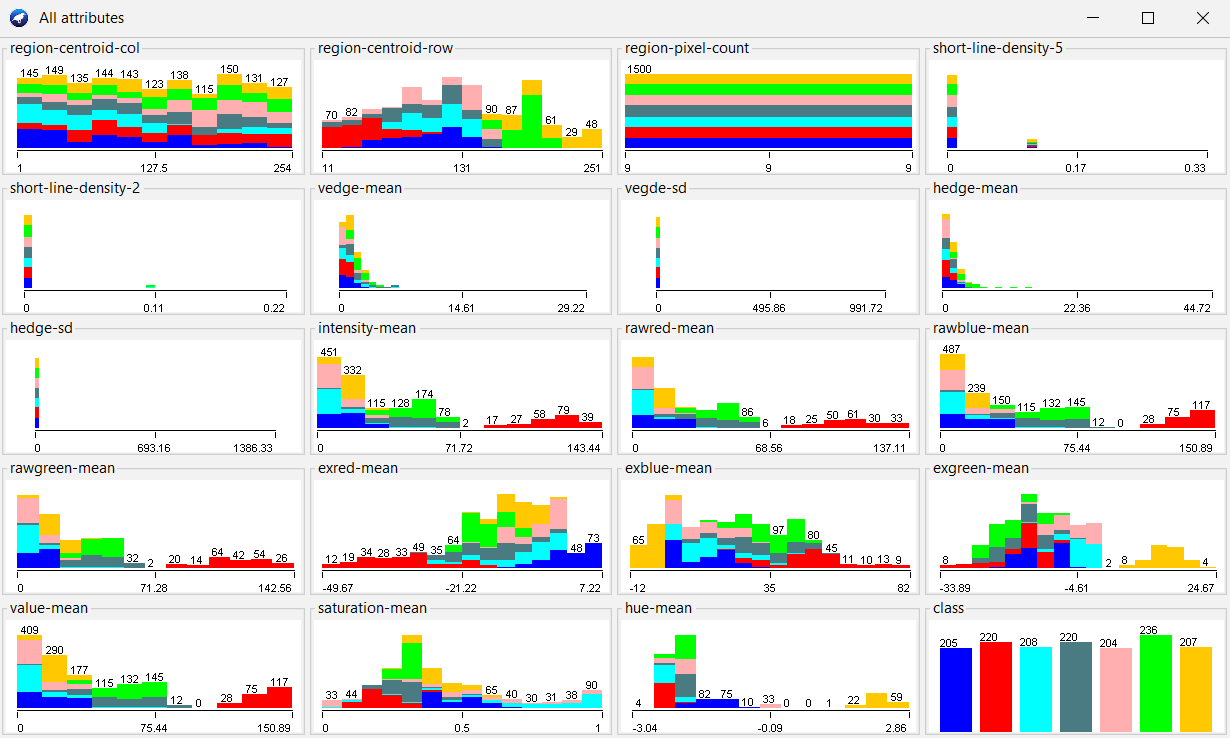 All attributes
region-centroid-col
145 149 135 144 143 123 138 115 150 131 127
1 127.5 254
region-centroid-row
70 82 90 87 61 29 48
11 131 251
region-pixel-count
1500
9 9 9
short-line-density-5
0 0.17 0.33
short-line-density-2
0 0.11 0.22
vedge-mean
0 14.61 29.22
vegde-sd
0 495.86 991.72
hedge-mean
0 22.36 44.72
hedge-sd
0 693.16 1386.33
intensity-mean
451 332 115 128 174 78 2 17 27 58 79 39
0 71.72 143.44
rawred-mean
86 6 18 25 50 61 30 33
0 68.56 137.11
rawblue-mean
487 239 150 115 132 145 12 0 28 75 117
0 75.44 150.89
rawgreen-mean
32 2 20 14 64 42 54 26
0 71.28 142.56
exred-mean
12 19 34 28 33 49 35 64 48 73
-49.67 -21.22 7.22
exblue-mean
65 97 80 45 11 10 13 9
-12 35 82
exgreen-mean
8 2 8 4
-33.89 -4.61 24.67
value-mean
409 290 177 115 132 145 12 0 28 75 117
0 75.44 150.89
saturation-mean
33 44 65 40 30 31 38 90
0 0.5 1
hue-mean
4 82 75 10 33 0 0 1 22 59
-3.04 -0.09 2.86
class
205 220 208 220 204 236 207